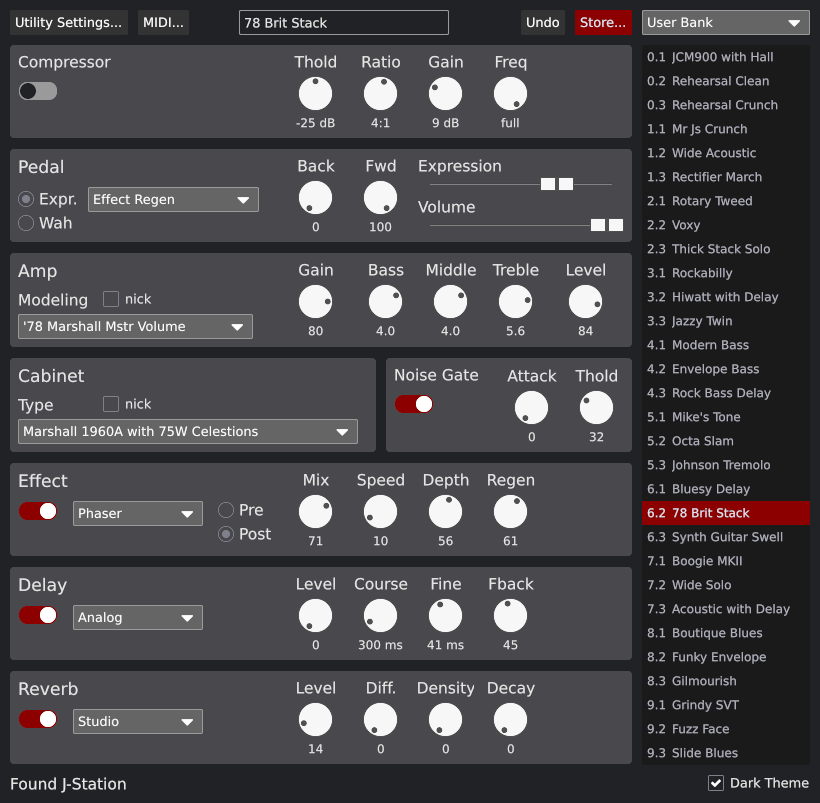 Utility Settings... MIDI... 78 Brit Stack Undo Store... User Bank
Compressor Thold Ratio Gain Freq
-25 dB 4:1 9 dB full
Pedal Back Fwd Expression
Expr. Effect Regen
Volume
Wah
0 100
Amp Gain Bass Middle Treble Level
Modeling nick
'78 Marshall Mstr Volume
80 4.0 4.0 5.6 84
Cabinet
Type nick
Marshall 1960A with 75W Celestions
Noise Gate Attack Thold
0 32
Effect Mix Speed Depth Regen
Phaser Pre
Post
71 10 56 61
Delay Level Course Fine Fback
Analog
0 300 ms 41 ms 45
Reverb Level Diff. Density Decay
Studio
14 0 0 0
0.1 JCM900 with Hall
0.2 Rehearsal Clean
0.3 Rehearsal Crunch
1.1 Mr Js Crunch
1.2 Wide Acoustic
1.3 Rectifier March
2.1 Rotary Tweed
2.2 Voxy
2.3 Thick Stack Solo
3.1 Rockabilly
3.2 Hiwatt with Delay
3.3 Jazzy Twin
4.1 Modern Bass
4.2 Envelope Bass
4.3 Rock Bass Delay
5.1 Mike's Tone
5.2 Octa Slam
5.3 Johnson Tremolo
6.1 Bluesy Delay
6.2 78 Brit Stack
6.3 Synth Guitar Swell
7.1 Boogie MKII
7.2 Wide Solo
7.3 Acoustic with Delay
8.1 Boutique Blues
8.2 Funky Envelope
8.3 Gilmourish
9.1 Grindy SVT
9.2 Fuzz Face
9.3 Slide Blues
Found J-Station Dark Theme